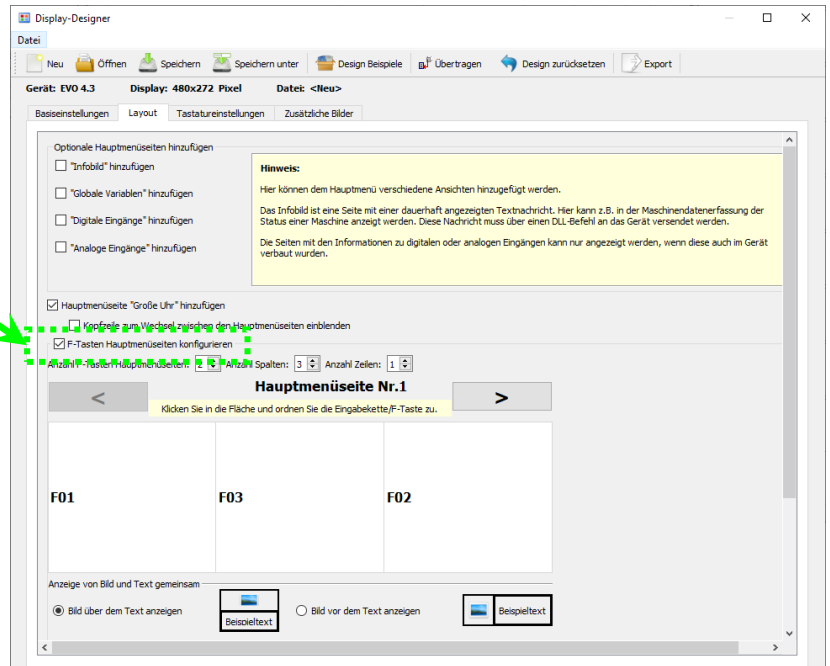 Display-Designer
Datei
Neu Öffnen Speichern Speichern unter Design Beispiele Übertragen Design zurücksetzen Export
Gerät: EVO 4.3 Display: 480x272 Pixel Datei: <Neu>
Basiseinstellungen Layout Tastatureinstellungen Zusätzliche Bilder
Optionale Hauptmenüseiten hinzufügen
"Infobild" hinzufügen
"Globale Variablen" hinzufügen
"Digitale Eingänge" hinzufügen
"Analoge Eingänge" hinzufügen
Hinweis:
Hier können dem Hauptmenü verschiedene Ansichten hinzugefügt werden.
Das Infobild ist eine Seite mit einer dauerhaft angezeigten Textnachricht. Hier kann z.B. in der Maschinendatenerfassung der
Status einer Maschine anzeigt werden. Diese Nachricht muss über einen DLL-Befehl an das Gerät versendet werden.
Die Seiten mit den Informationen zu digitalen oder analogen Eingängen kann nur angezeigt werden, wenn diese auch im Gerät
verbaut wurden.
Hauptmenüseite "Große Uhr" hinzufügen
Kopfzeile zum Wechsel zwischen den Hauptmenüseiten einblenden
F-Tasten Hauptmenüseiten konfigurieren
Anzahl F-Tasten Hauptmenüseiten: 2 Anzahl Spalten: 3 Anzahl Zeilen: 1
< Hauptmenüseite Nr.1 >
Klicken Sie in die Fläche und ordnen Sie die Eingabekette/F-Taste zu.
F01 F03 F02
Anzeige von Bild und Text gemeinsam
Bild über dem Text anzeigen Beispieltext Bild vor dem Text anzeigen Beispieltext